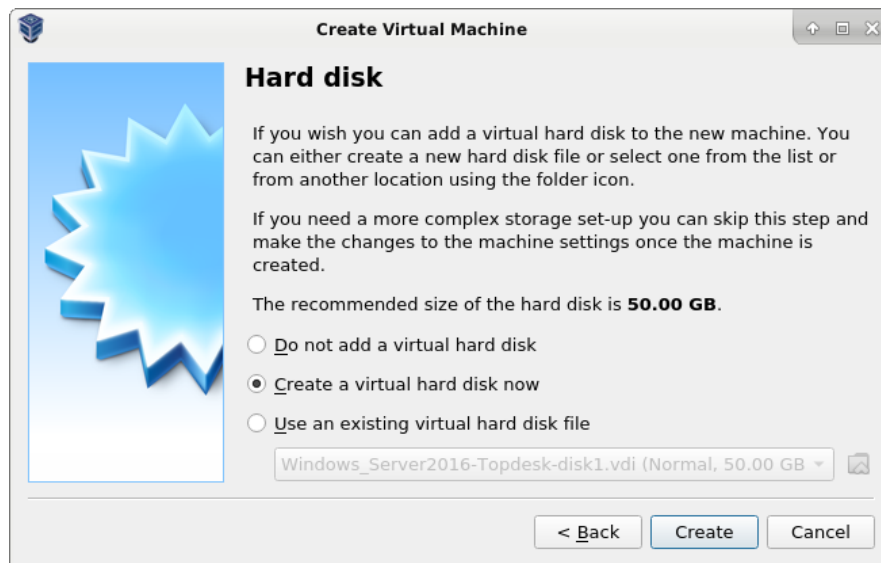 Create Virtual Machine
Hard disk
If you wish you can add a virtual hard disk to the new machine. You
can either create a new hard disk file or select one from the list or
from another location using the folder icon.
If you need a more complex storage set-up you can skip this step and
make the changes to the machine settings once the machine is
created.
The recommended size of the hard disk is 50.00 GB.
Do not add a virtual hard disk
Create a virtual hard disk now
Use an existing virtual hard disk file
Windows_Server2016-Topdesk-disk1.vdi (Normal, 50.00 GB
< Back Create Cancel